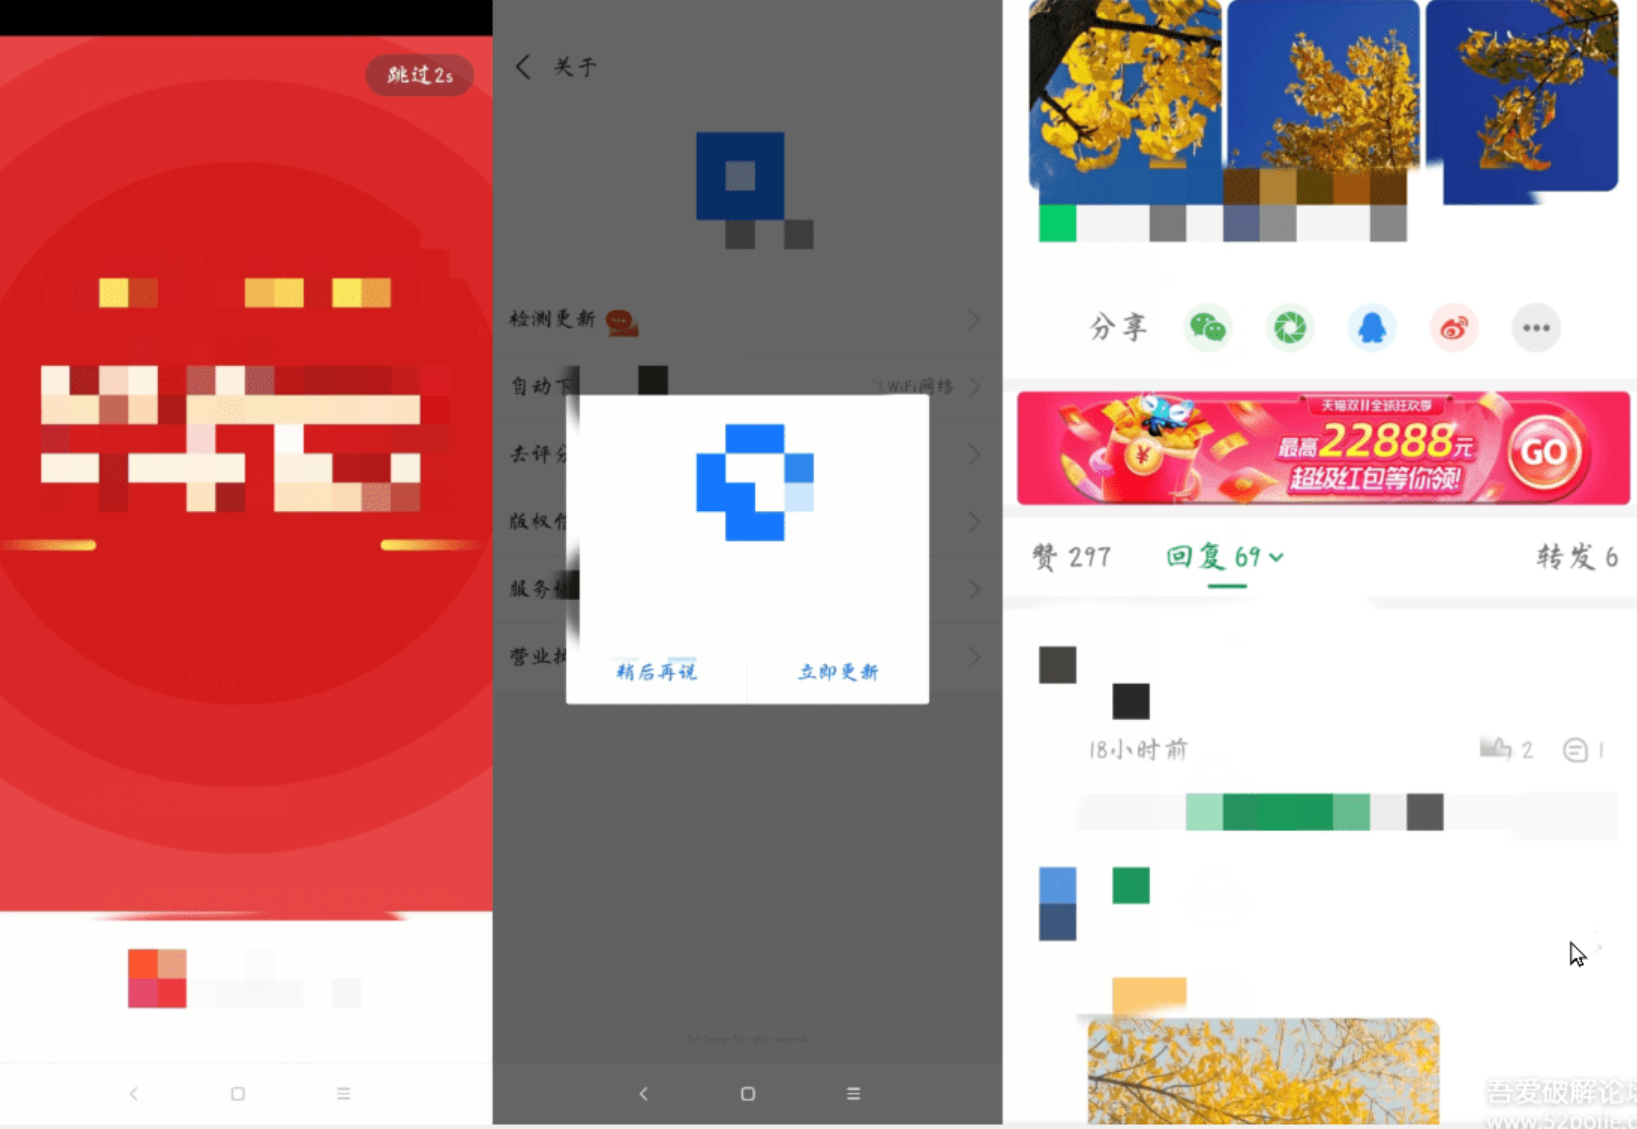 跳过2s
关于
检测更新
自动下
WiFi网络
去评分
版权信
服务协
营业执
稍后再说
立即更新
分享
天猫双11全球狂欢季
最高22888元
超级红包等你领!
GO
赞 297
回复 69
转发 6
18小时前
2
1
吾爱破解论坛
www.52pojie.c